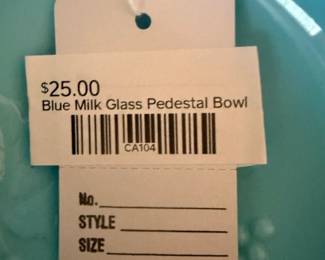 $25.00
Blue Milk Glass Pedestal Bowl
CA104
No.
STYLE
SIZE